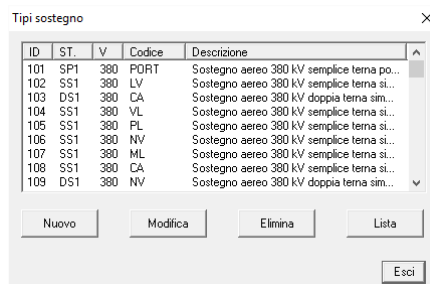 Tipi sostegno
ID ST. V Codice Descrizione
101 SP1 380 PORT Sostegno aereo 380 kV semplice terna po...
102 SS1 380 LV Sostegno aereo 380 kV semplice terna si...
103 DS1 380 CA Sostegno aereo 380 kV doppia terna sim...
104 SS1 380 VL Sostegno aereo 380 kV semplice terna si...
105 SS1 380 PL Sostegno aereo 380 kV semplice terna si...
106 SS1 380 NV Sostegno aereo 380 kV semplice terna si...
107 SS1 380 ML Sostegno aereo 380 kV semplice terna si...
108 SS1 380 CA Sostegno aereo 380 kV semplice terna si...
109 DS1 380 NV Sostegno aereo 380 kV doppia terna sim...
Nuovo Modifica Elimina Lista
Esci